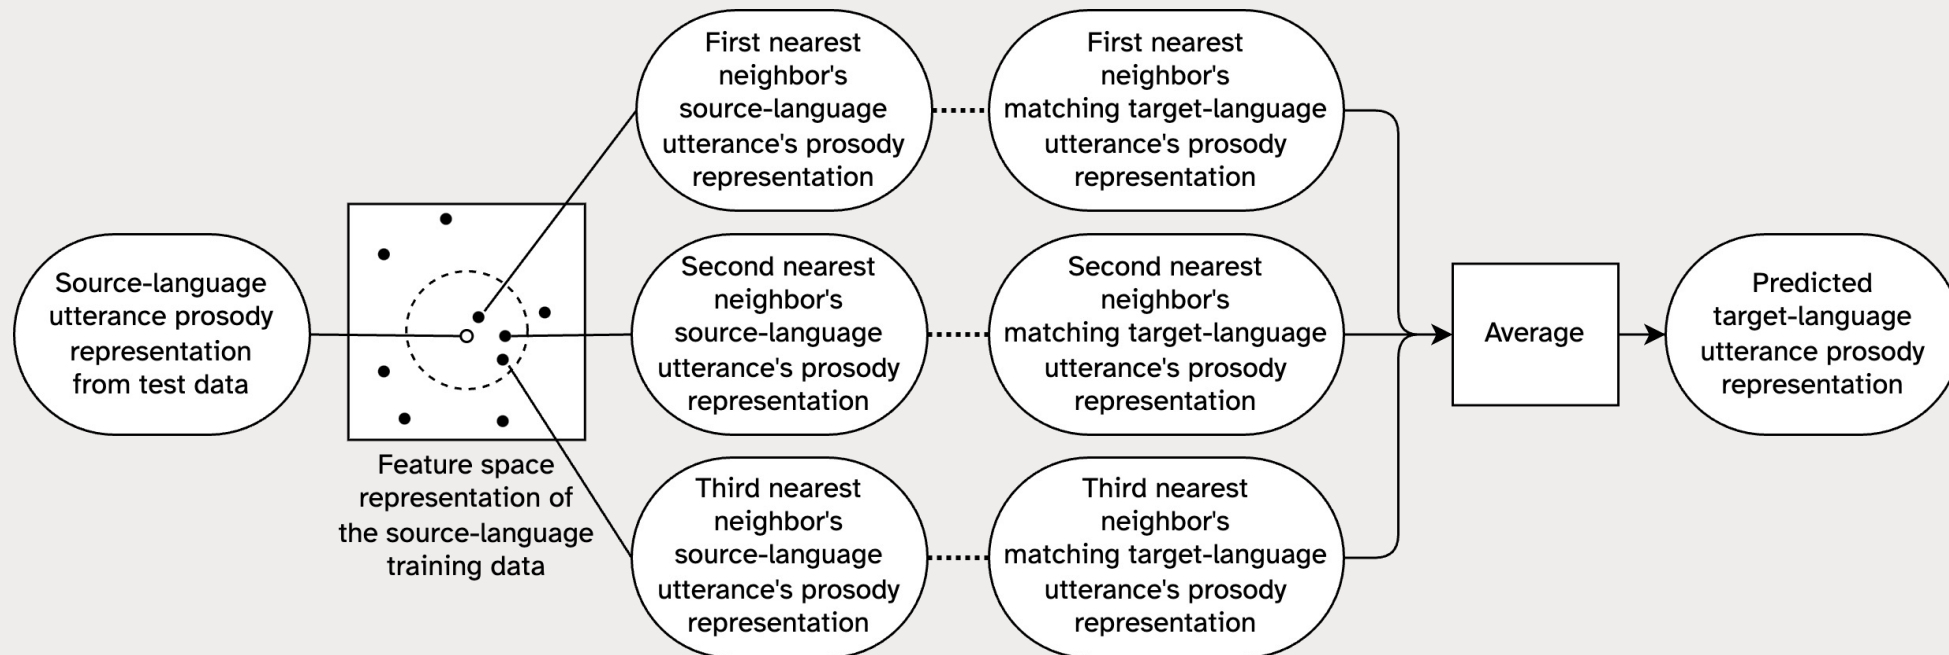 Source-language
utterance prosody
representation
from test data
Feature space
representation of
the source-language
training data
First nearest
neighbor's
source-language
utterance's prosody
representation
First nearest
neighbor's
matching target-language
utterance's prosody
representation
Second nearest
neighbor's
source-language
utterance's prosody
representation
Second nearest
neighbor's
matching target-language
utterance's prosody
representation
Third nearest
neighbor's
source-language
utterance's prosody
representation
Third nearest
neighbor's
matching target-language
utterance's prosody
representation
Average
Predicted
target-language
utterance prosody
representation